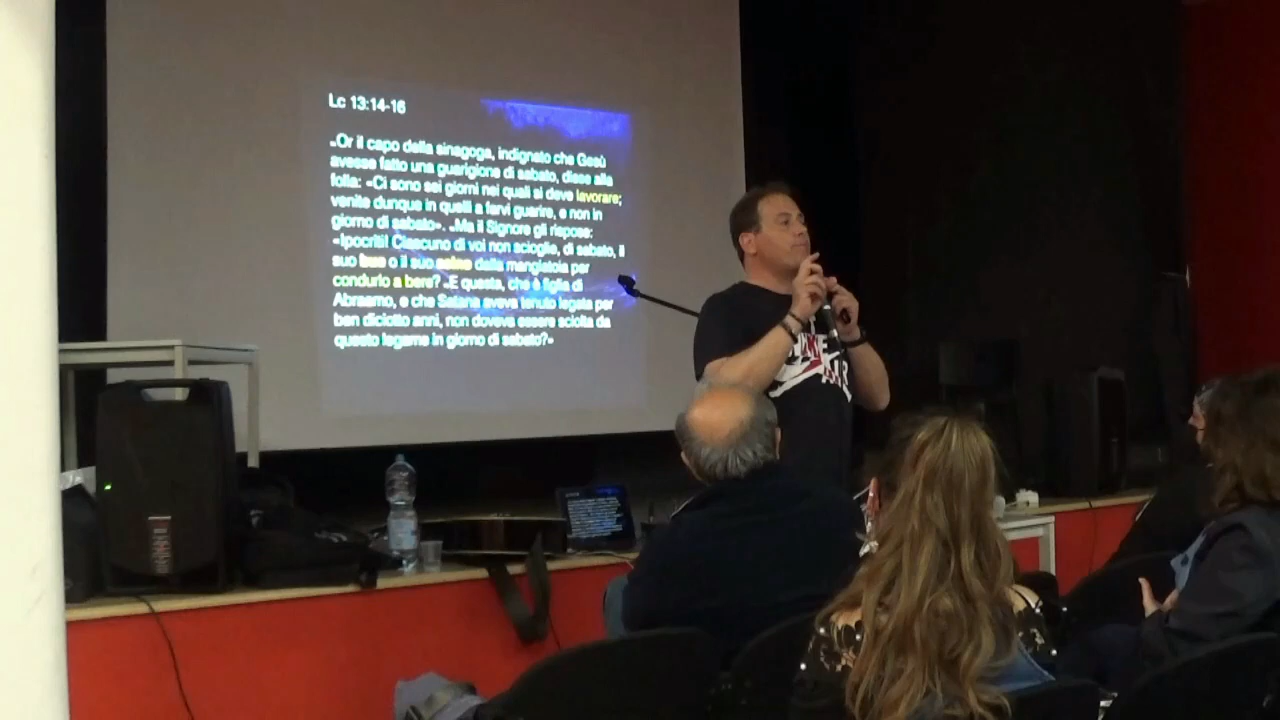 Lc 13:14-16
„Or il capo della sinagoga, indignato che Gesù
avesse fatto una guarigione di sabato, disse alla
folla: «Ci sono sei giorni nei quali si deve lavorare;
venite dunque in quelli a farvi guarire, e non in
giorno di sabato». „Ma il Signore gli rispose:
«Ipocriti! Ciascuno di voi non scioglie, di sabato, il
suo bue o il suo asino dalla mangiatoia per
condurlo a bere? „E questa, che è figlia di
Abraamo, e che Satana aveva tenuto legata per
ben diciotto anni, non doveva essere sciolta da
questo legame in giorno di sabato?»
AIR